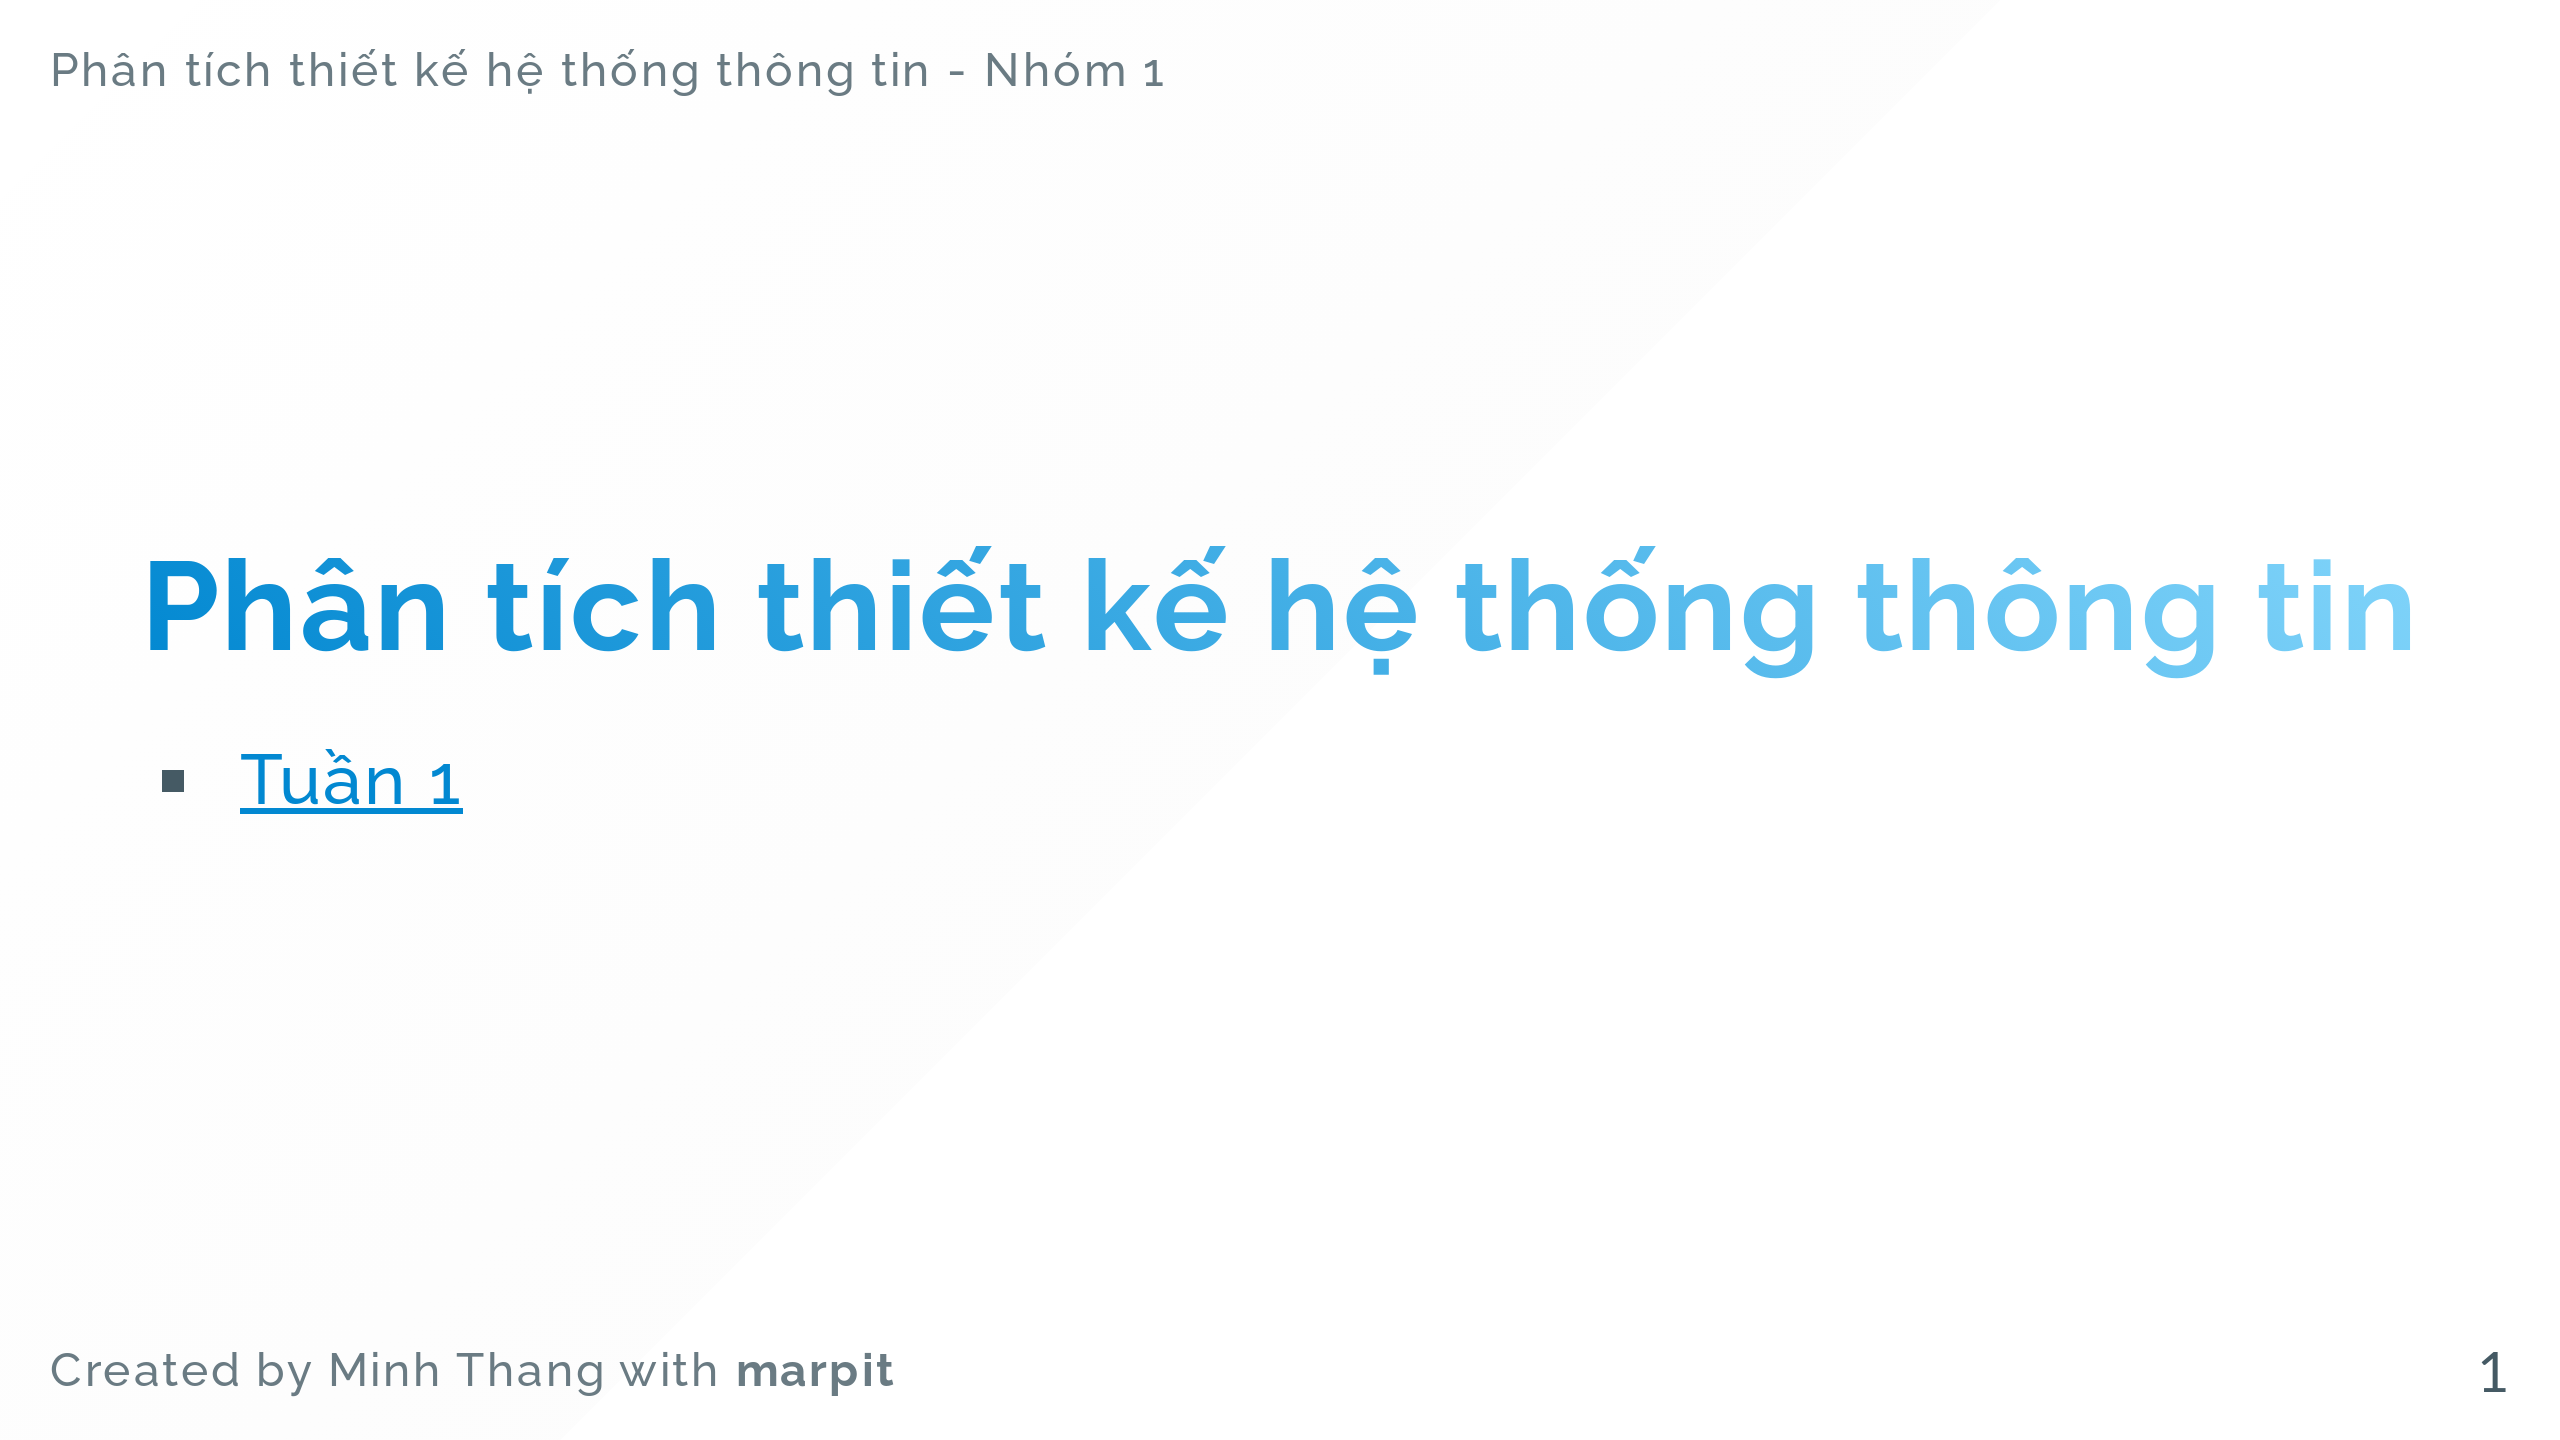 Phân tích thiết kế hệ thống thông tin - Nhóm 1
Phân tích thiết kế hệ thống thông tin
Tuần 1
Created by Minh Thang with marpit
1